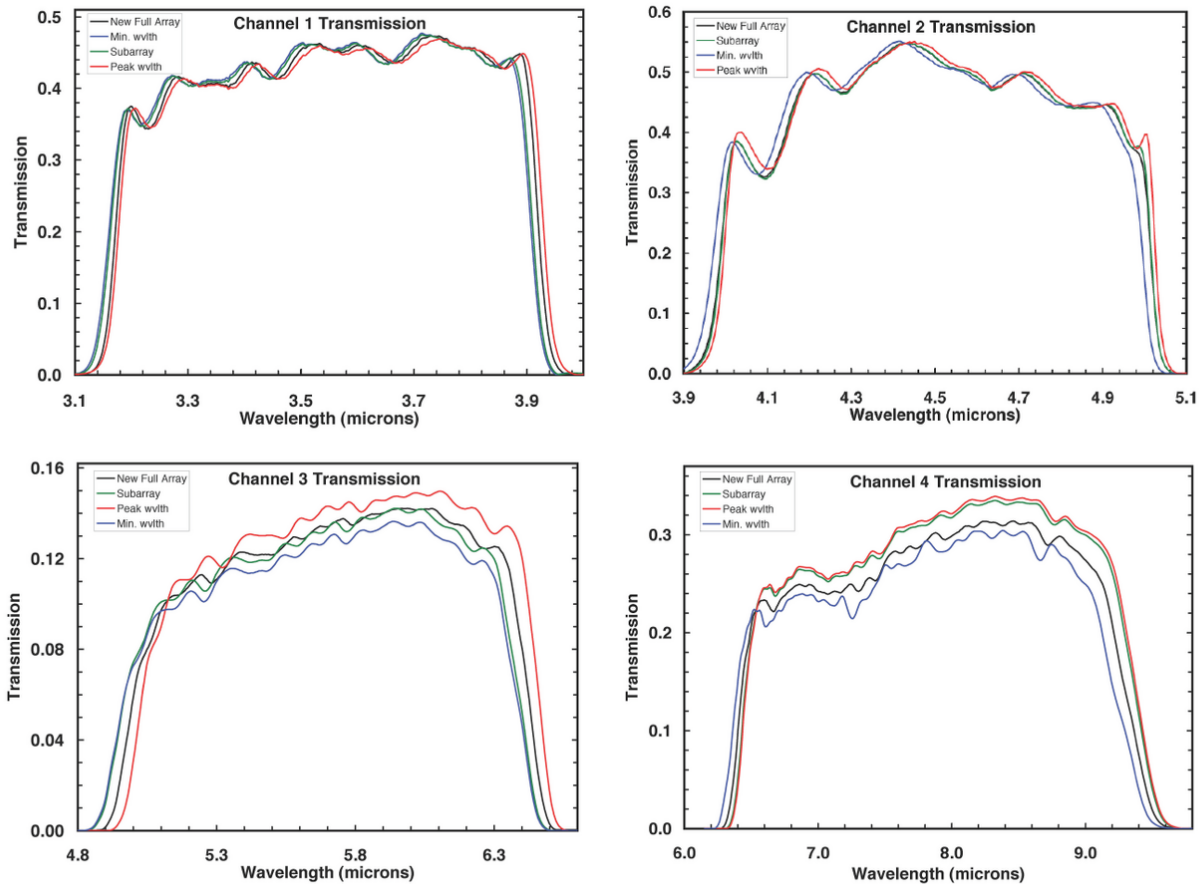 Channel 1 Transmission
New Full Array
Min. wvlth
Subarray
Peak wvlth
0.5
0.4
0.3
0.2
0.1
0.0
Transmission
3.1 3.3 3.5 3.7 3.9
Wavelength (microns)
Channel 2 Transmission
New Full Array
Subarray
Min. wvlth
Peak wvlth
0.6
0.5
0.4
0.3
0.2
0.1
0.0
Transmission
3.9 4.1 4.3 4.5 4.7 4.9 5.1
Wavelength (microns)
Channel 3 Transmission
New Full Array
Subarray
Peak wvlth
Min. wvlth
0.16
0.12
0.08
0.04
0.00
Transmission
4.8 5.3 5.8 6.3
Wavelength (microns)
Channel 4 Transmission
New Full Array
Subarray
Peak wvlth
Min. wvlth
0.3
0.2
0.1
0.0
Transmission
6.0 7.0 8.0 9.0
Wavelength (microns)